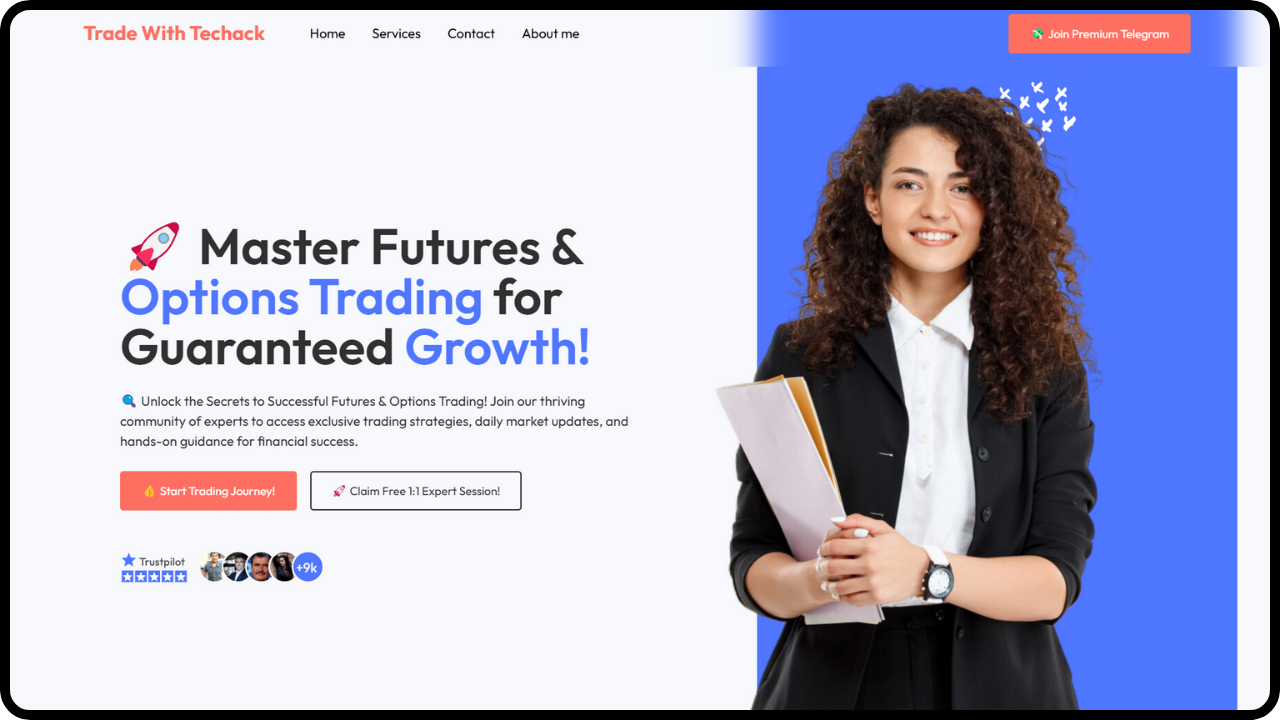 Trade With Techack
Home
Services
Contact
About me
💸 Join Premium Telegram
🚀 Master Futures &
Options Trading for
Guaranteed Growth!
🔍 Unlock the Secrets to Successful Futures & Options Trading! Join our thriving
community of experts to access exclusive trading strategies, daily market updates, and
hands-on guidance for financial success.
👍 Start Trading Journey!
🚀 Claim Free 1:1 Expert Session!
Trustpilot
+9k